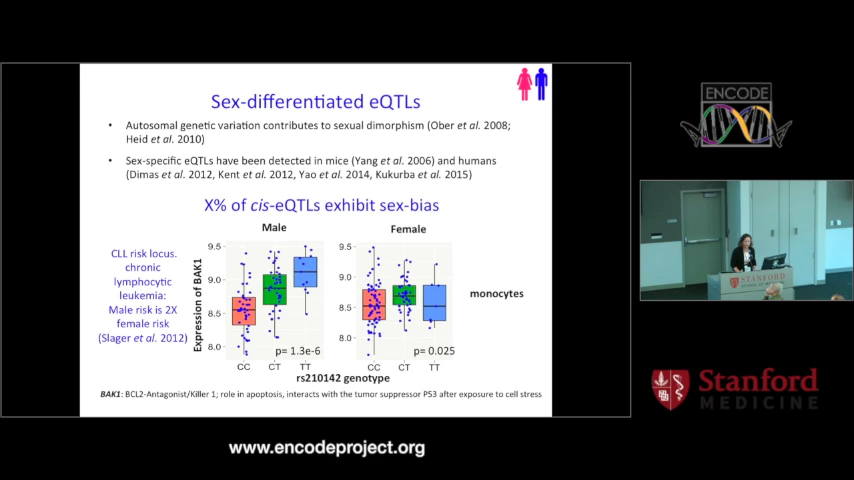 Sex-differentiated eQTLs
• Autosomal genetic variation contributes to sexual dimorphism (Ober et al. 2008;
Heid et al. 2010)
• Sex-specific eQTLs have been detected in mice (Yang et al. 2006) and humans
(Dimas et al. 2012, Kent et al. 2012, Yao et al. 2014, Kukurba et al. 2015)
X% of cis-eQTLs exhibit sex-bias
CLL risk locus.
chronic
lymphocytic
leukemia:
Male risk is 2X
female risk
(Slager et al. 2012)
Male
Expression of BAK1
9.5
9.0
8.5
8.0
p= 1.3e-6
CC CT TT
Female
9.5
9.0
8.5
8.0
p= 0.025
CC CT TT
rs210142 genotype
monocytes
BAK1: BCL2-Antagonist/Killer 1; role in apoptosis, interacts with the tumor suppressor P53 after exposure to cell stress
ENCODE
STANFORD
Stanford
MEDICINE
www.encodeproject.org